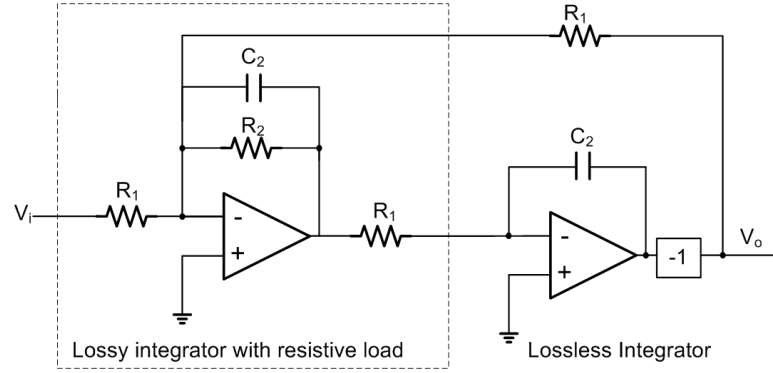 R1
C2
R2
C2
Vi
R1
-
+
R1
-
+
-1
Vo
Lossy integrator with resistive load
Lossless Integrator